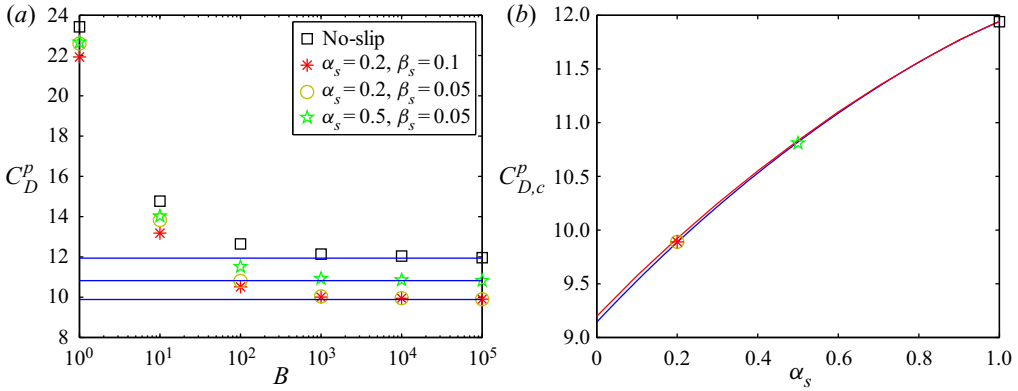 (a)
24
22
20
18
16
14
12
10
8
C_D^p
10^0
10^1
10^2
10^3
10^4
10^5
B
No-slip
α_s = 0.2, β_s = 0.1
α_s = 0.2, β_s = 0.05
α_s = 0.5, β_s = 0.05
(b)
12.0
11.5
11.0
10.5
10.0
9.5
9.0
C_{D,c}^p
0
0.2
0.4
0.6
0.8
1.0
α_s